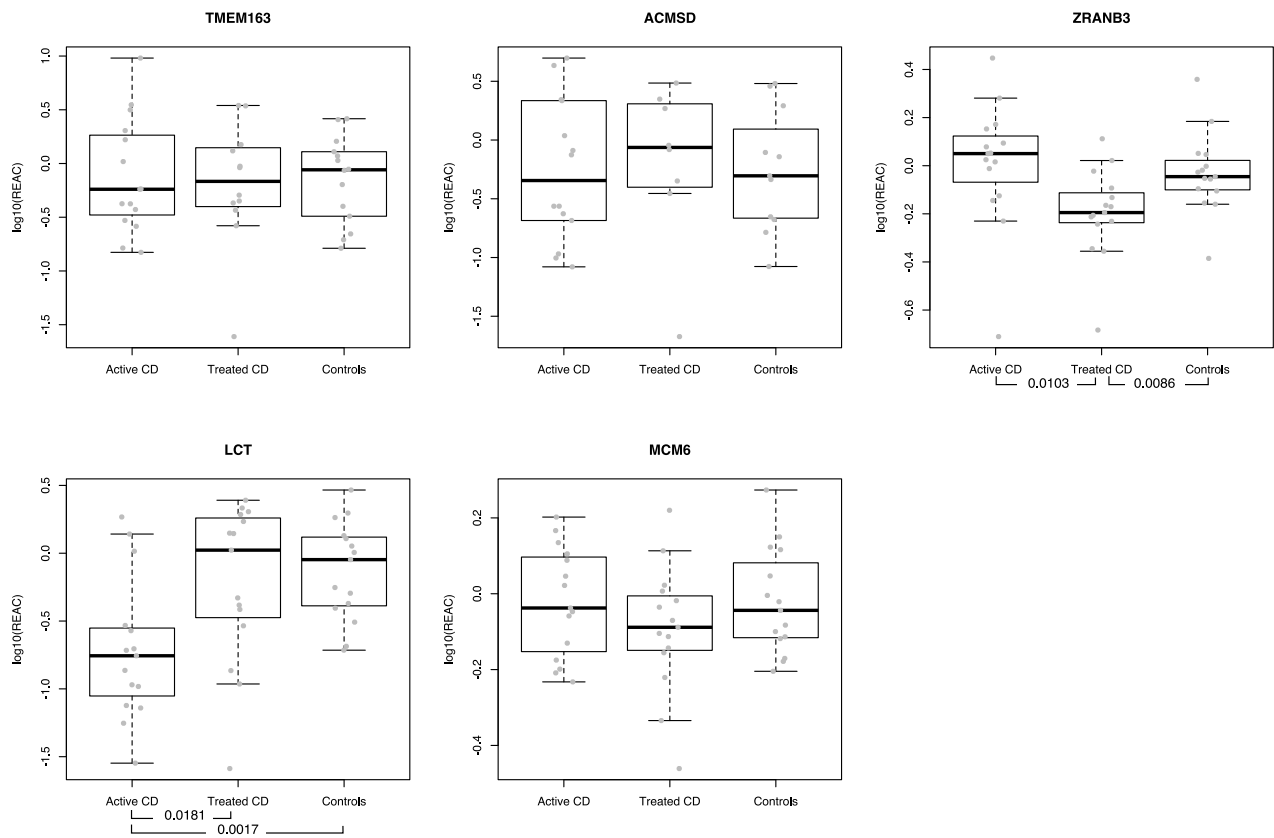 TMEM163
ACMSD
ZRANB3
log10(REAC)
1.0
0.5
0.0
-0.5
-1.0
-1.5
Active CD
Treated CD
Controls
log10(REAC)
0.5
0.0
-0.5
-1.0
-1.5
Active CD
Treated CD
Controls
log10(REAC)
0.4
0.2
0.0
-0.2
-0.4
-0.6
Active CD
Treated CD
Controls
0.0103
0.0086
LCT
MCM6
log10(REAC)
0.5
0.0
-0.5
-1.0
-1.5
Active CD
Treated CD
Controls
0.0181
0.0017
log10(REAC)
0.2
0.0
-0.2
-0.4
Active CD
Treated CD
Controls